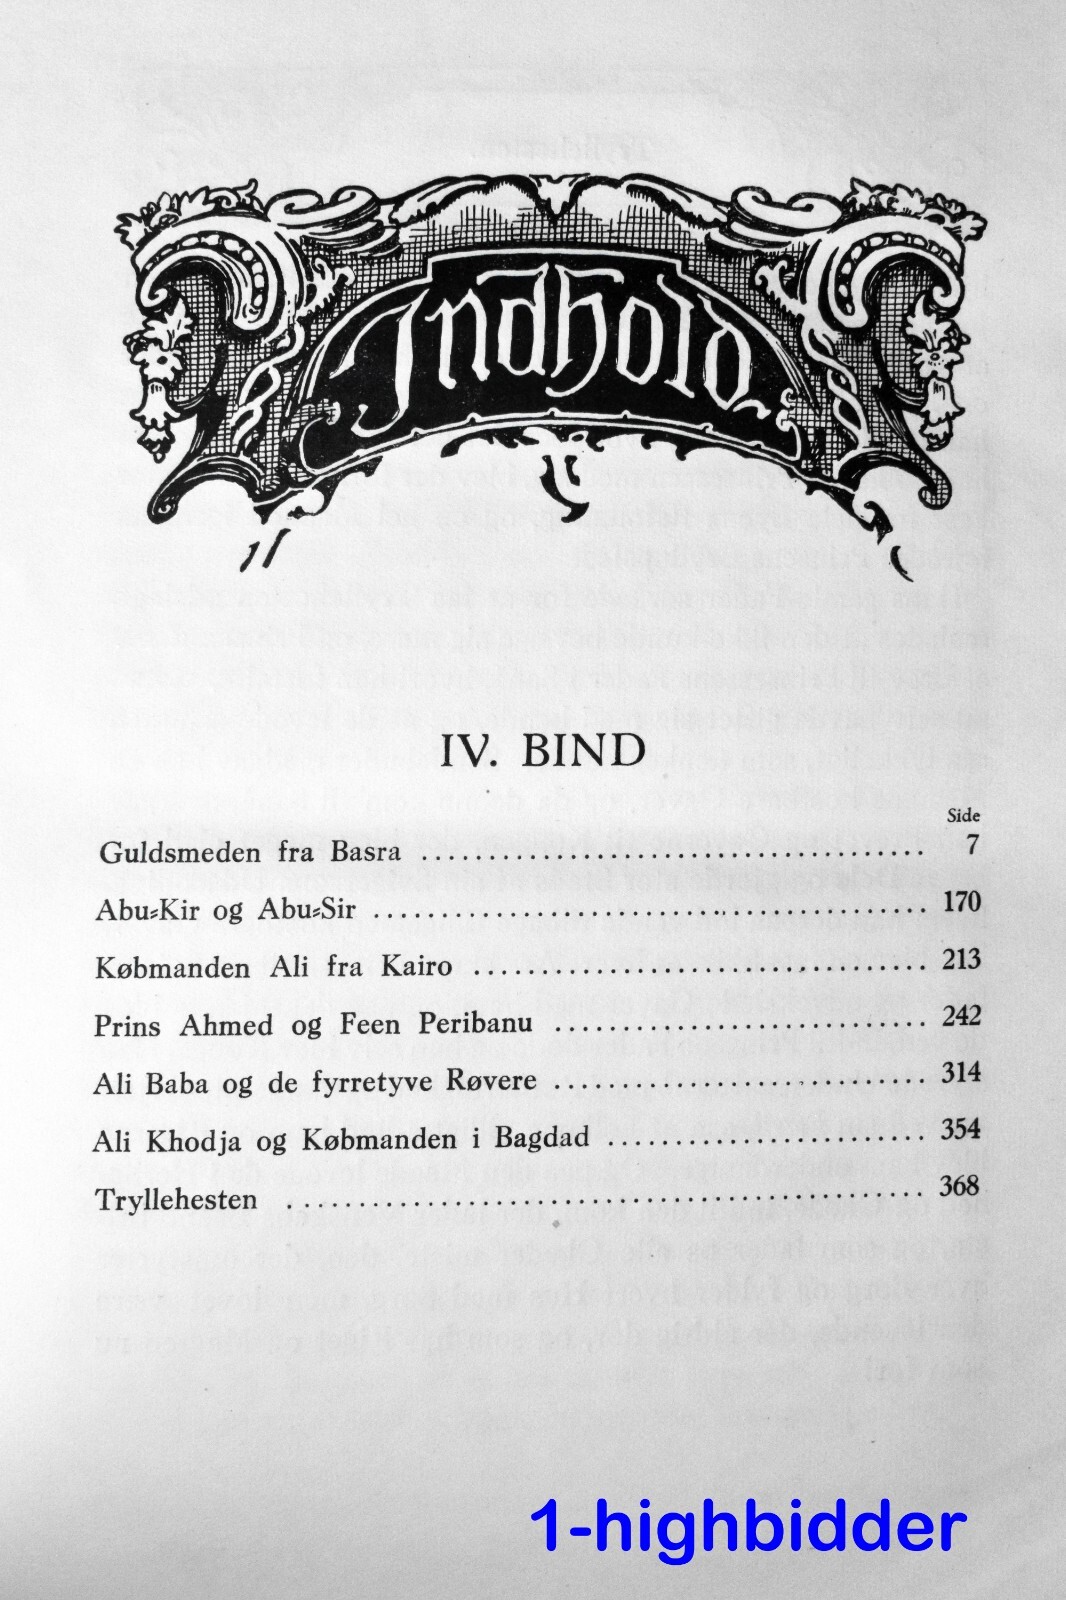 Indhold
IV. BIND
Side
Guldsmeden fra Basra ........................................ 7
Abu⸗Kir og Abu⸗Sir ........................................ 170
Købmanden Ali fra Kairo ................................ 213
Prins Ahmed og Feen Peribanu .......................... 242
Ali Baba og de fyrretyve Røvere .......................... 314
Ali Khodja og Købmanden i Bagdad ...................... 354
Tryllehesten ............................................ 368
1-highbidder